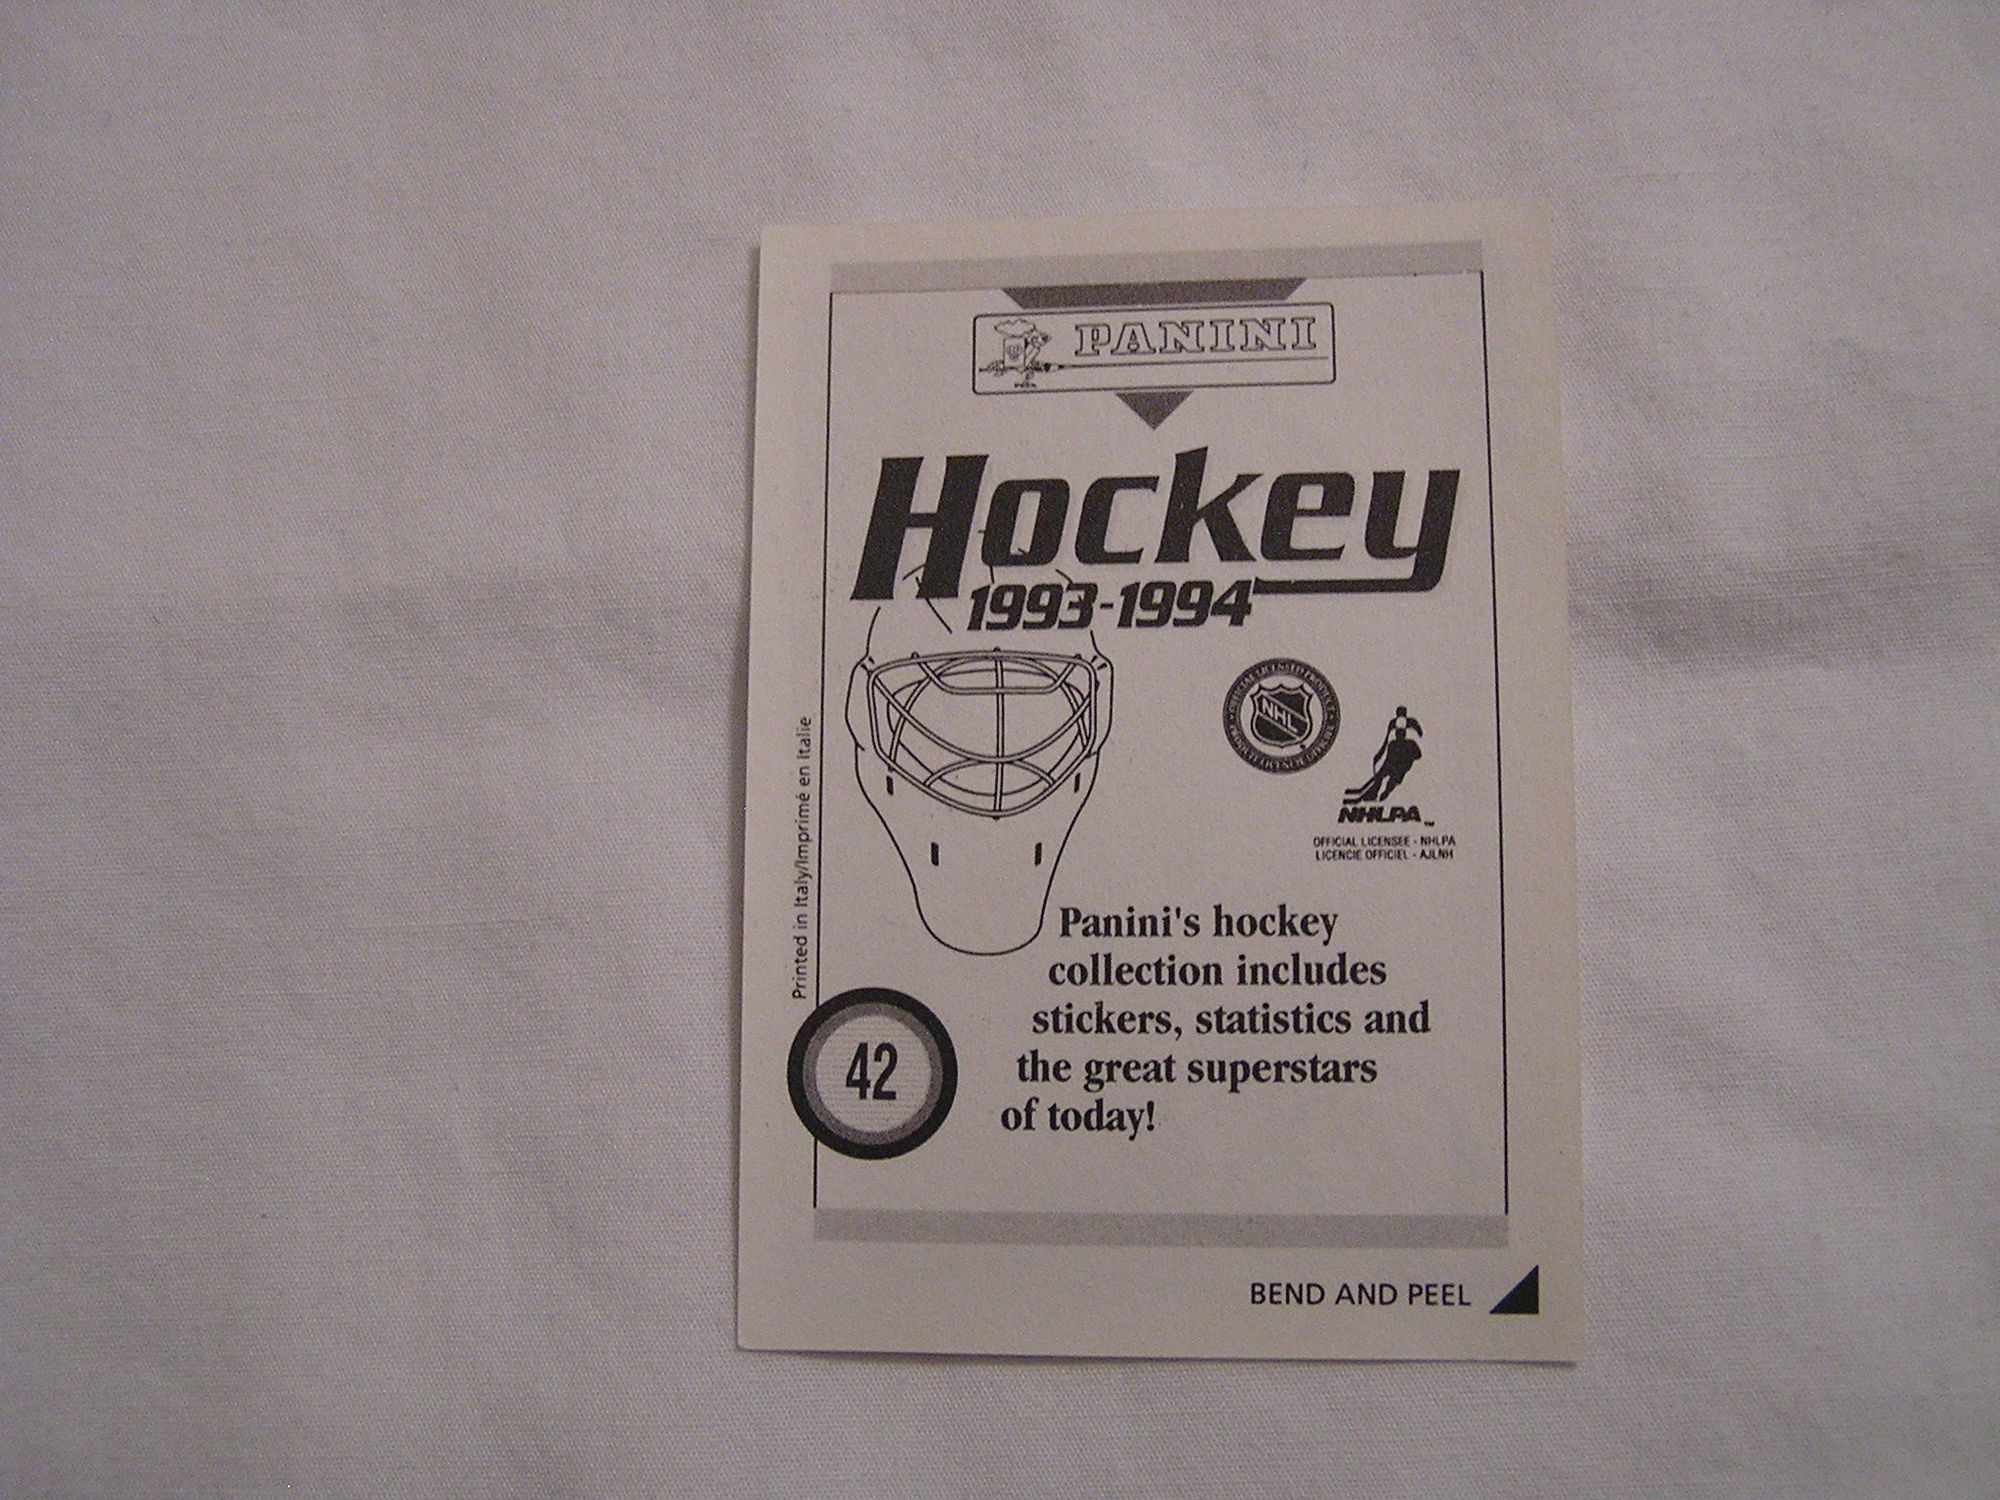 PANINI
Hockey
1993-1994
NHL
NHLPA™
OFFICIAL LICENSEE - NHLPA
LICENCIE OFFICIEL - AJLNH
Printed in Italy/Imprimé en Italie
Panini's hockey
collection includes
stickers, statistics and
the great superstars
of today!
42
BEND AND PEEL